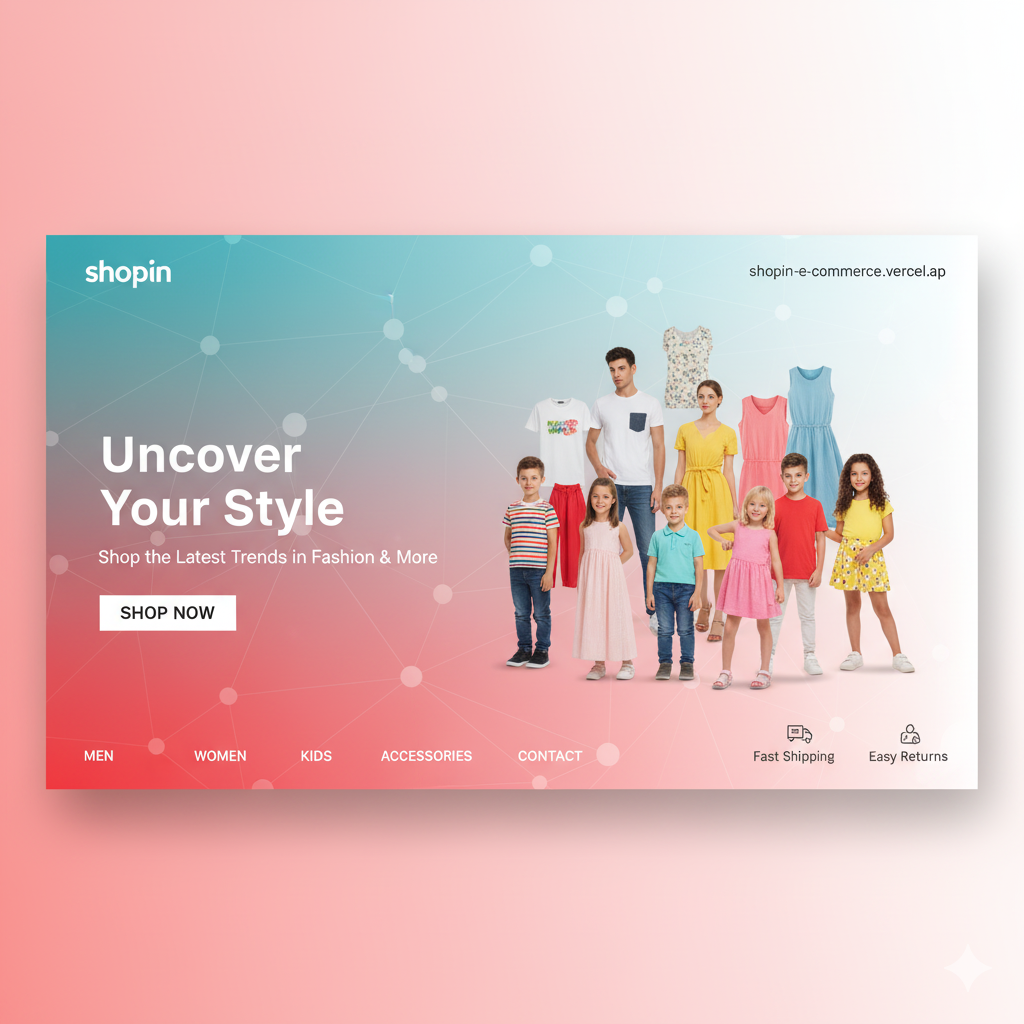 shopin
shopin-e-commerce.vercel.ap
Uncover
Your Style
Shop the Latest Trends in Fashion & More
SHOP NOW
MEN
WOMEN
KIDS
ACCESSORIES
CONTACT
Fast Shipping
Easy Returns